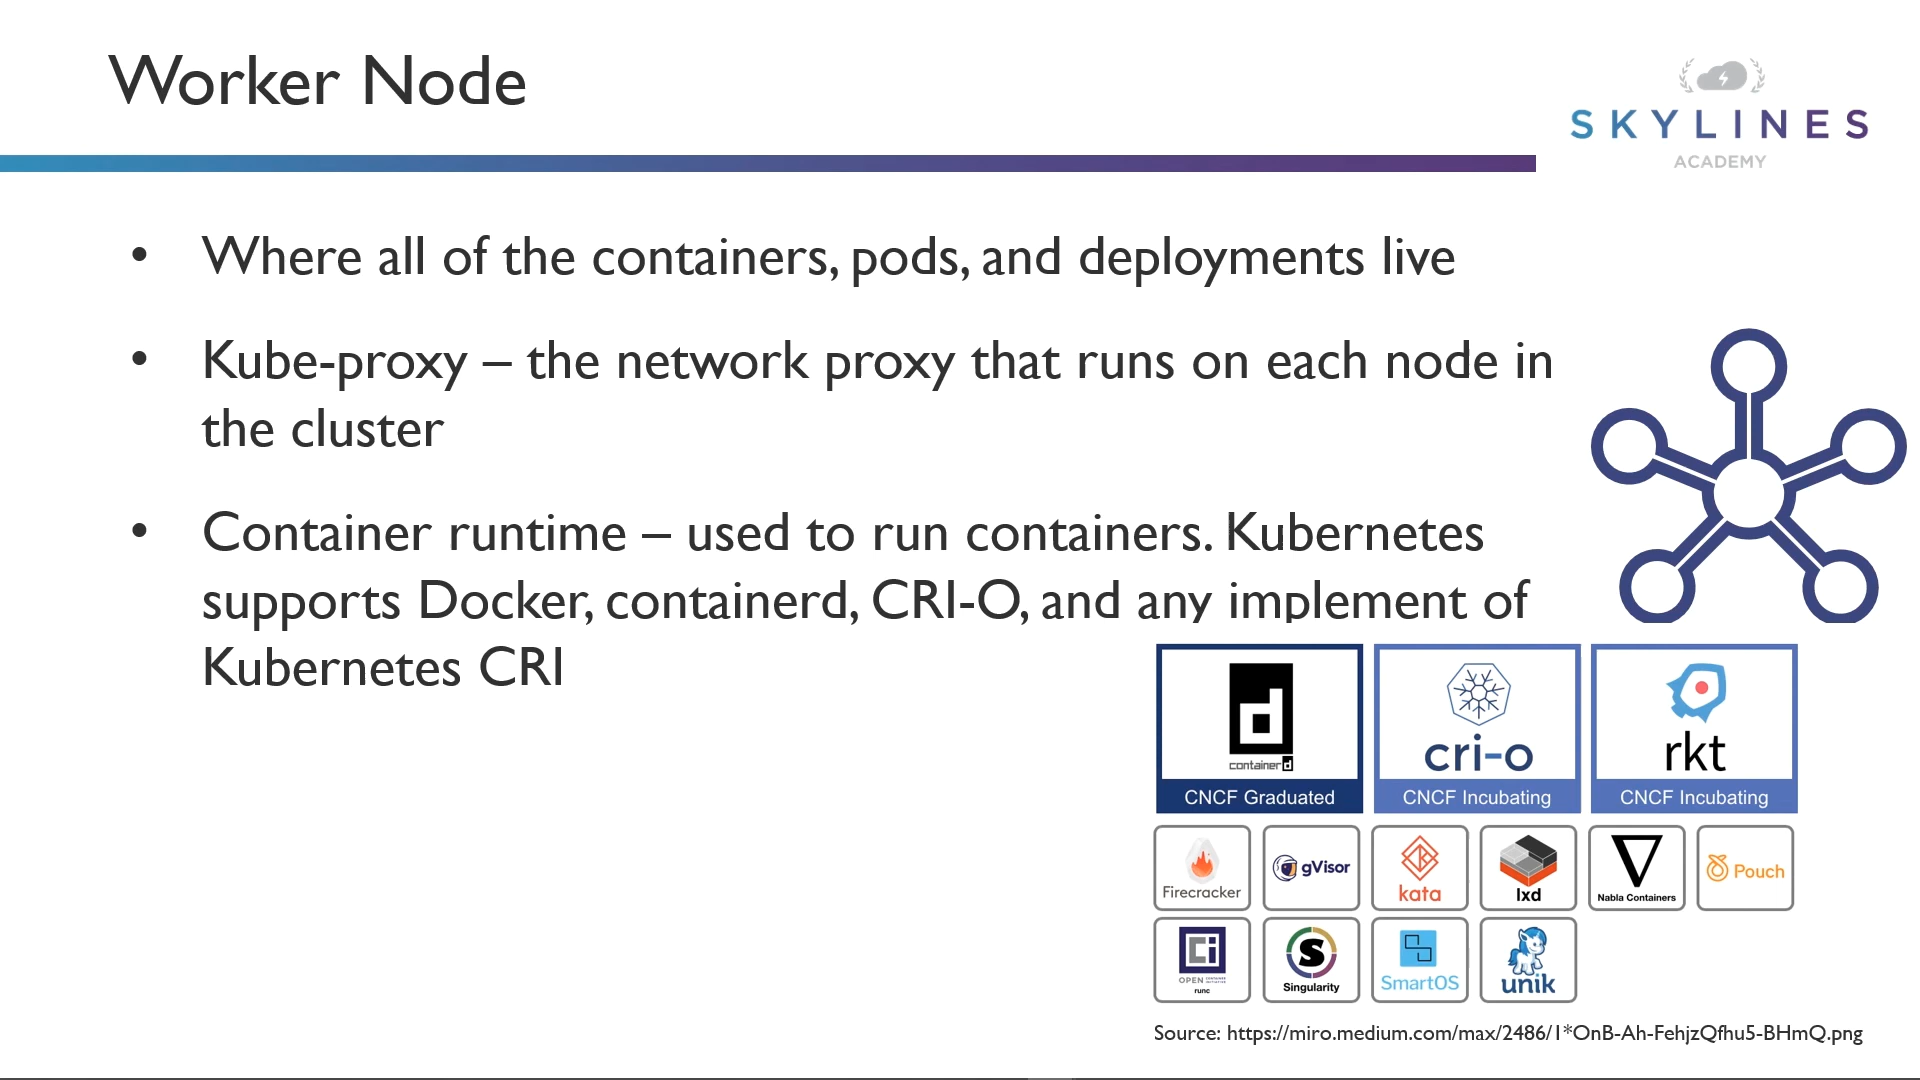 Worker Node
SKYLINES
ACADEMY
• Where all of the containers, pods, and deployments live
• Kube-proxy – the network proxy that runs on each node in
the cluster
• Container runtime – used to run containers. Kubernetes
supports Docker, containerd, CRI-O, and any implement of
Kubernetes CRI
d
containerd
CNCF Graduated
cri-o
CNCF Incubating
rkt
CNCF Incubating
Firecracker
gVisor
kata
lxd
Nabla Containers
Pouch
OPEN CONTAINER INITIATIVE
runc
S
Singularity
SmartOS
unik
Source: https://miro.medium.com/max/2486/1*OnB-Ah-FehjzQfhu5-BHmQ.png